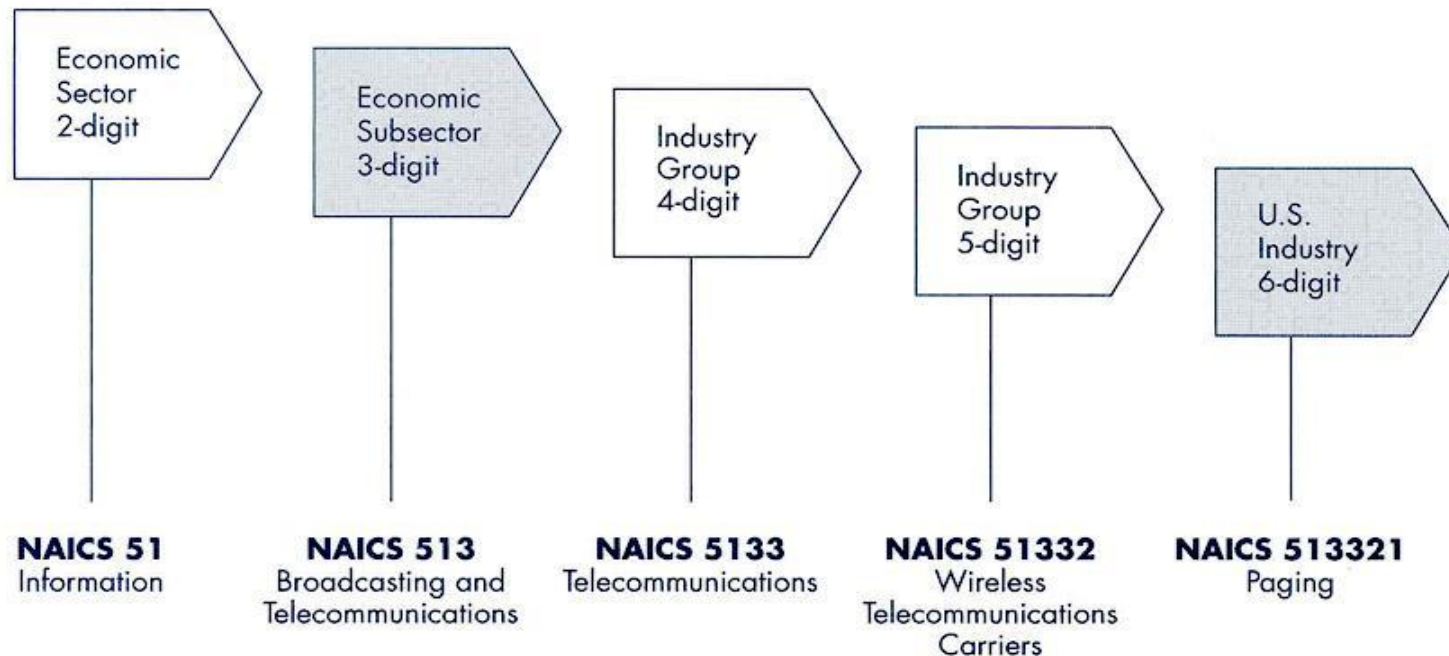 Economic
Sector
2-digit
Economic
Subsector
3-digit
Industry
Group
4-digit
Industry
Group
5-digit
U.S.
Industry
6-digit
NAICS 51
Information
NAICS 513
Broadcasting and
Telecommunications
NAICS 5133
Telecommunications
NAICS 51332
Wireless
Telecommunications
Carriers
NAICS 513321
Paging